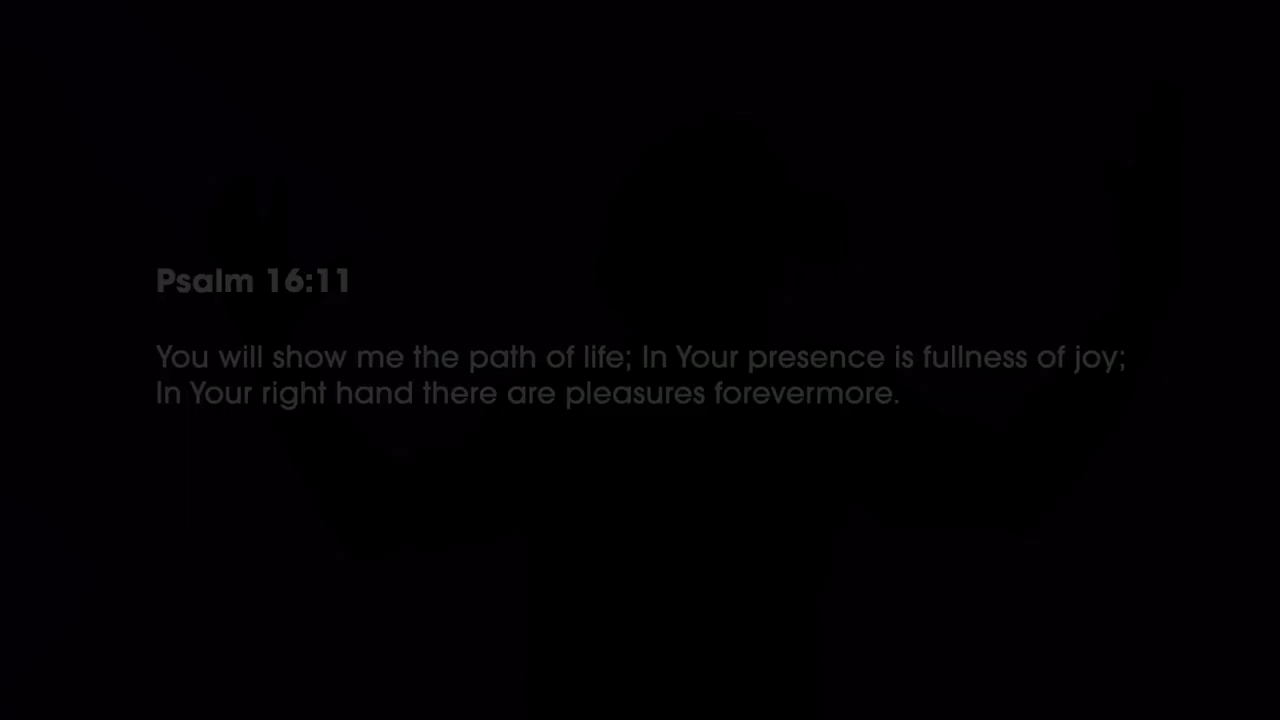 Psalm 16:11
You will show me the path of life; In Your presence is fullness of joy;
In Your right hand there are pleasures forevermore.